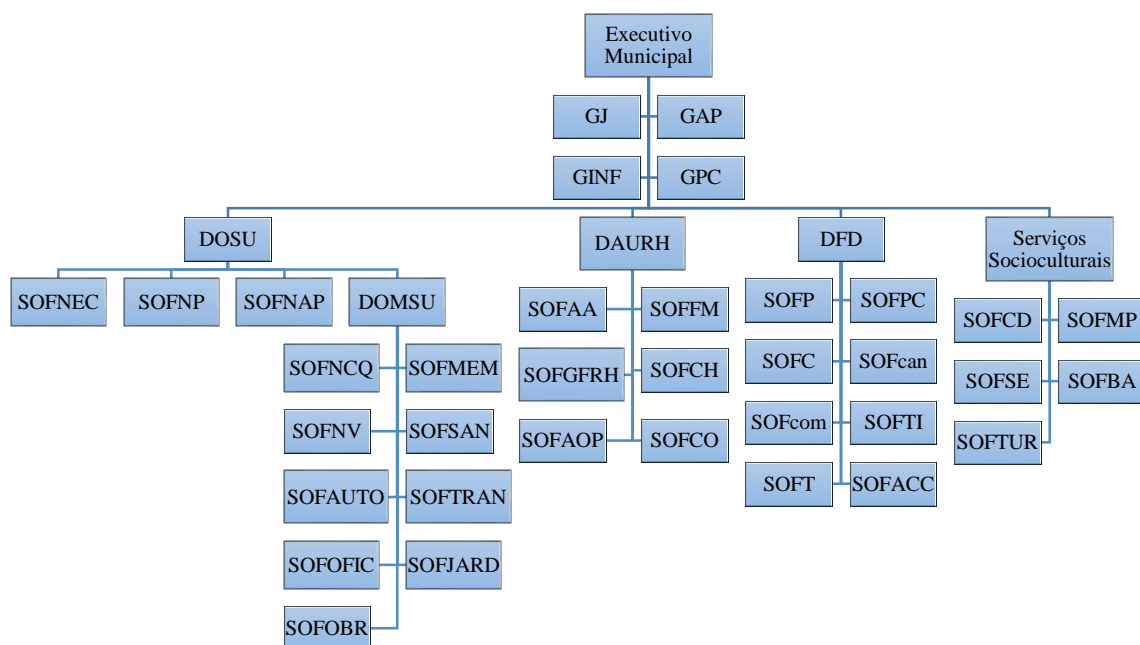 Executivo
Municipal
GJ
GAP
GINF
GPC
DOSU
DAURH
DFD
Serviços
Socioculturais
SOFNEC
SOFNP
SOFNAP
DOMSU
SOFAA
SOFFM
SOFP
SOFPC
SOFCD
SOFMP
SOFNCQ
SOFMEM
SOFGFRH
SOFCH
SOFC
SOFcan
SOFSE
SOFBA
SOFNV
SOFSAN
SOFAOP
SOFCO
SOFcom
SOFTI
SOFTUR
SOFAUTO
SOFTRAN
SOFT
SOFACC
SOFOFIC
SOFJARD
SOFOBR